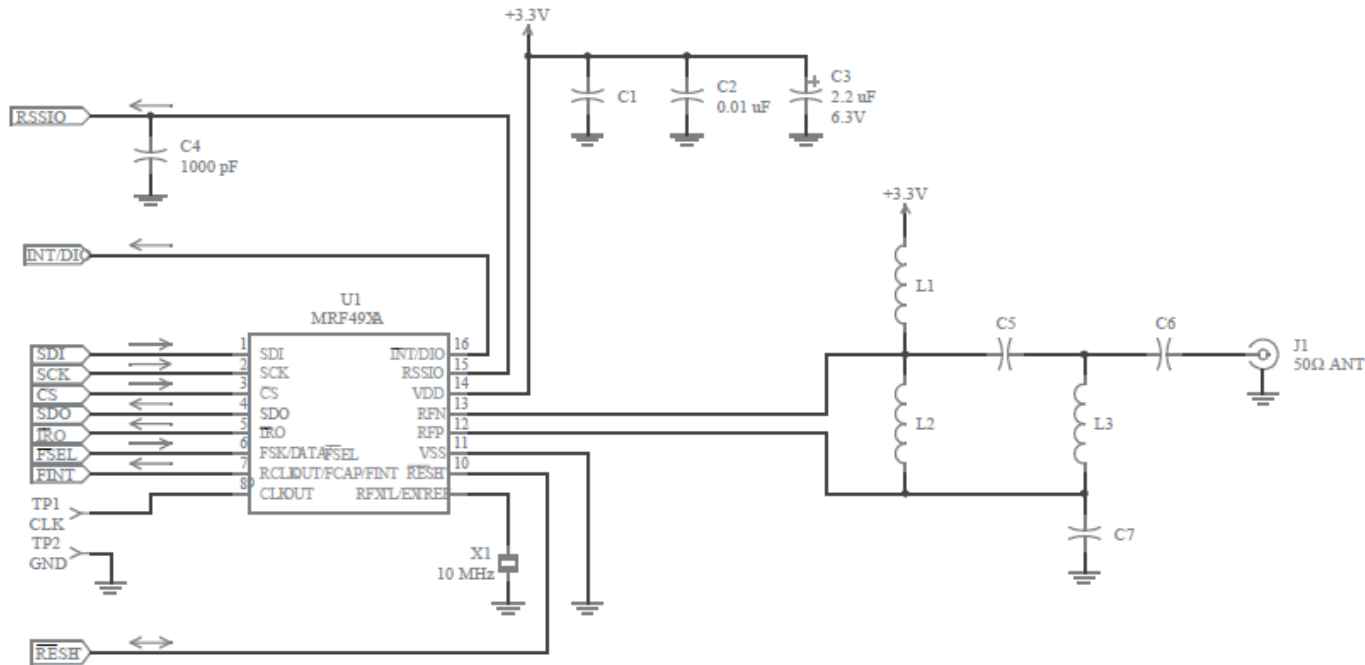 +3.3V
C1
C2
0.01 uF
C3
2.2 uF
6.3V
+
RSSIO
C4
1000 pF
+3.3V
L1
INT/DIO
U1
MRF49XA
C5
C6
J1
50Ω ANT
L2
L3
SDI
SCK
CS
SDO
IRO
FSEL
FINT
1
2
3
4
5
6
7
89
SDI
SCK
CS
SDO
IRO
FSK/DATA/FSEL
RCLKOUT/FCAP/FINT
CLKOUT
INT/DIO
RSSIO
VDD
RFN
RFP
VSS
RESET
RFXTL/EXTREF
16
15
14
13
12
11
10
TP1
CLK
TP2
GND
X1
10 MHz
C7
RESET